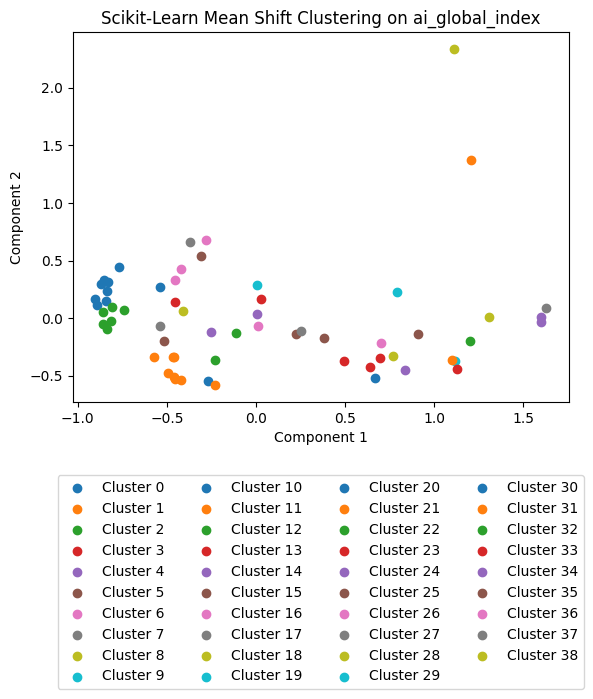 Scikit-Learn Mean Shift Clustering on ai_global_index
2.0
1.5
1.0
0.5
0.0
−0.5
Component 2
−1.0 −0.5 0.0 0.5 1.0 1.5
Component 1
Cluster 0 Cluster 10 Cluster 20 Cluster 30
Cluster 1 Cluster 11 Cluster 21 Cluster 31
Cluster 2 Cluster 12 Cluster 22 Cluster 32
Cluster 3 Cluster 13 Cluster 23 Cluster 33
Cluster 4 Cluster 14 Cluster 24 Cluster 34
Cluster 5 Cluster 15 Cluster 25 Cluster 35
Cluster 6 Cluster 16 Cluster 26 Cluster 36
Cluster 7 Cluster 17 Cluster 27 Cluster 37
Cluster 8 Cluster 18 Cluster 28 Cluster 38
Cluster 9 Cluster 19 Cluster 29